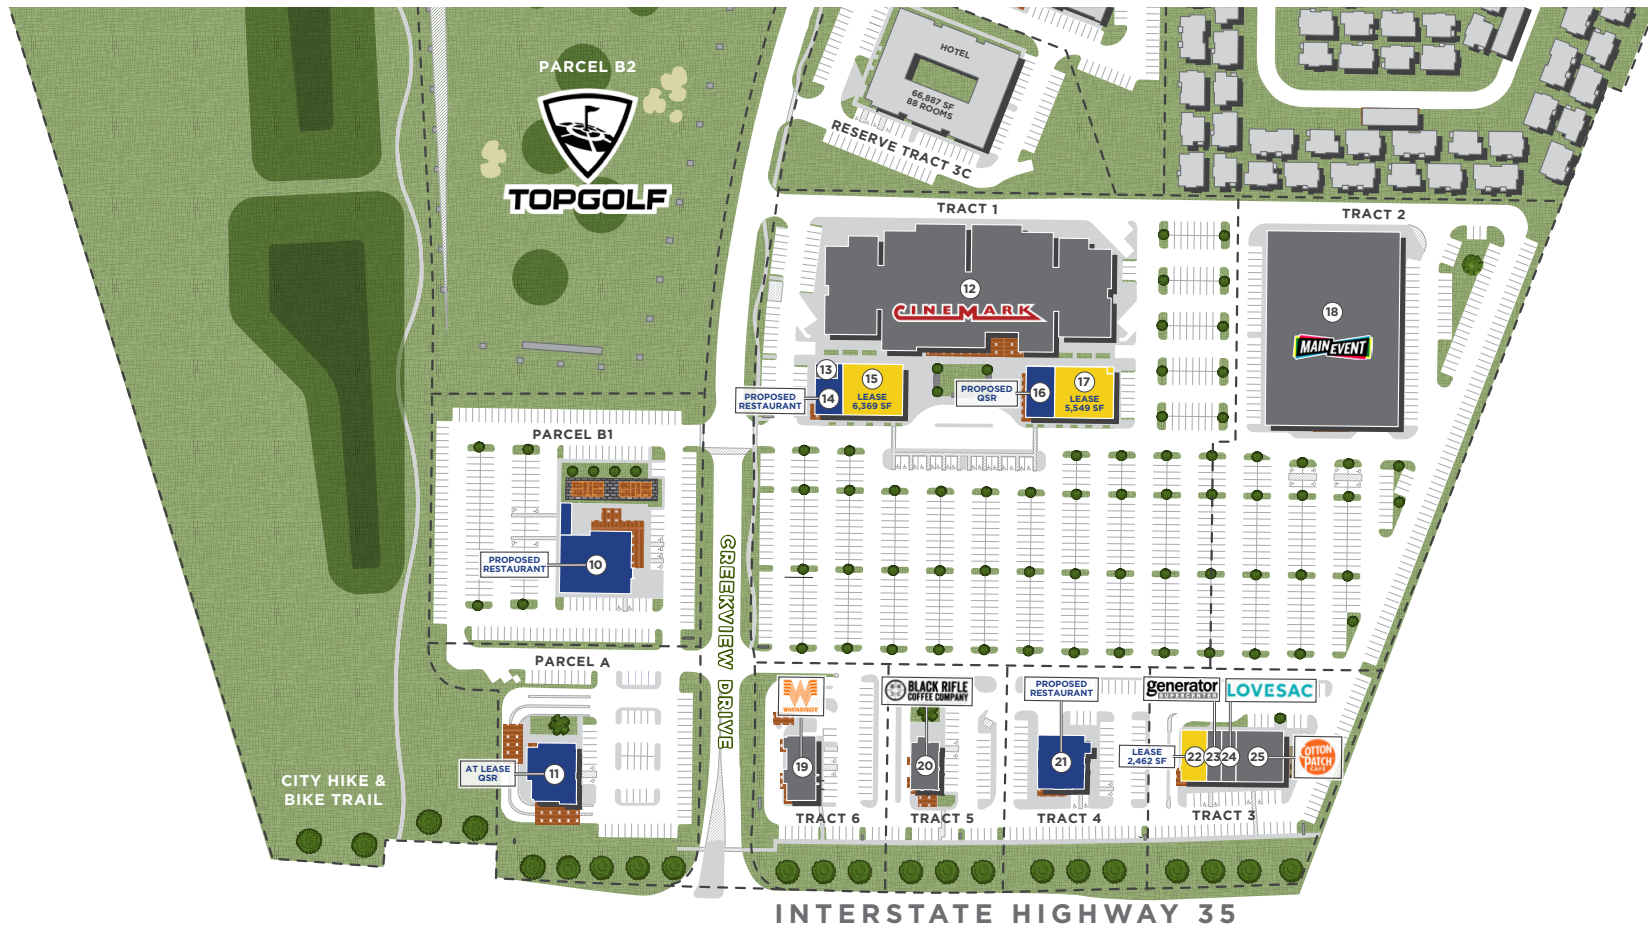 PARCEL B2
TOPGOLF
HOTEL
66,887 SF
88 ROOMS
RESERVE TRACT 3C
TRACT 1
TRACT 2
12
CINEMARK
18
MAIN EVENT
13
14
15
LEASE
6,369 SF
PROPOSED
RESTAURANT
PROPOSED
QSR
16
17
LEASE
5,549 SF
PARCEL B1
PROPOSED
RESTAURANT
10
CREEKVIEW DRIVE
PARCEL A
AT LEASE
QSR
11
CITY HIKE &
BIKE TRAIL
WHATABURGER
19
TRACT 6
BLACK RIFLE
COFFEE COMPANY
20
TRACT 5
PROPOSED
RESTAURANT
21
TRACT 4
generator
SUPERCENTER
LOVESAC
LEASE
2,462 SF
22
23
24
25
COTTON
PATCH
CAFE
TRACT 3
INTERSTATE HIGHWAY 35